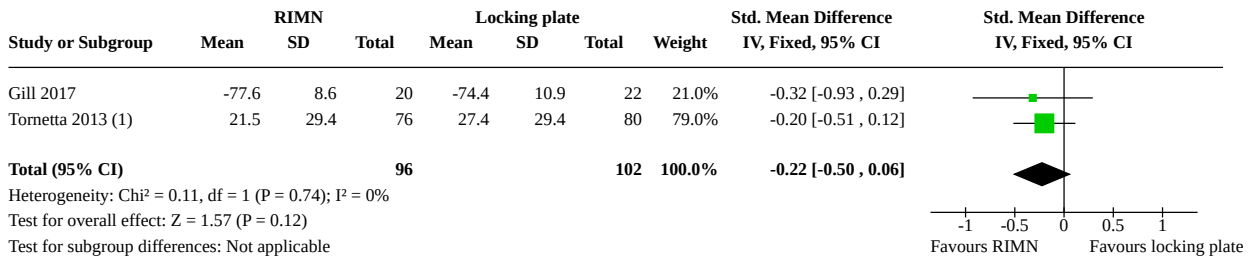 RIMN Locking plate Std. Mean Difference Std. Mean Difference
Study or Subgroup Mean SD Total Mean SD Total Weight IV, Fixed, 95% CI IV, Fixed, 95% CI
Gill 2017 -77.6 8.6 20 -74.4 10.9 22 21.0% -0.32 [-0.93 , 0.29]
Tornetta 2013 (1) 21.5 29.4 76 27.4 29.4 80 79.0% -0.20 [-0.51 , 0.12]
Total (95% CI) 96 102 100.0% -0.22 [-0.50 , 0.06]
Heterogeneity: Chi² = 0.11, df = 1 (P = 0.74); I² = 0%
Test for overall effect: Z = 1.57 (P = 0.12)
-1 -0.5 0 0.5 1
Test for subgroup differences: Not applicable Favours RIMN Favours locking plate